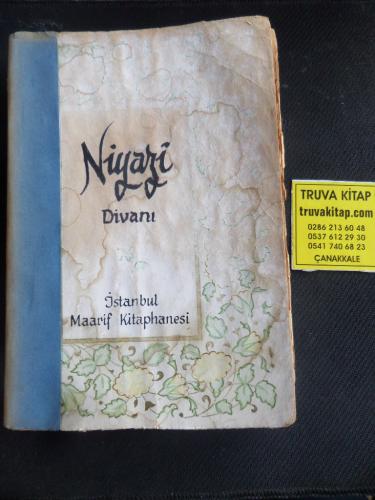 Niyazî
Divanı
İstanbul
Maarif Kitaphanesi
TRUVA KİTAP
truvakitap.com
0286 213 60 48
0537 612 29 30
0541 740 68 23
ÇANAKKALE